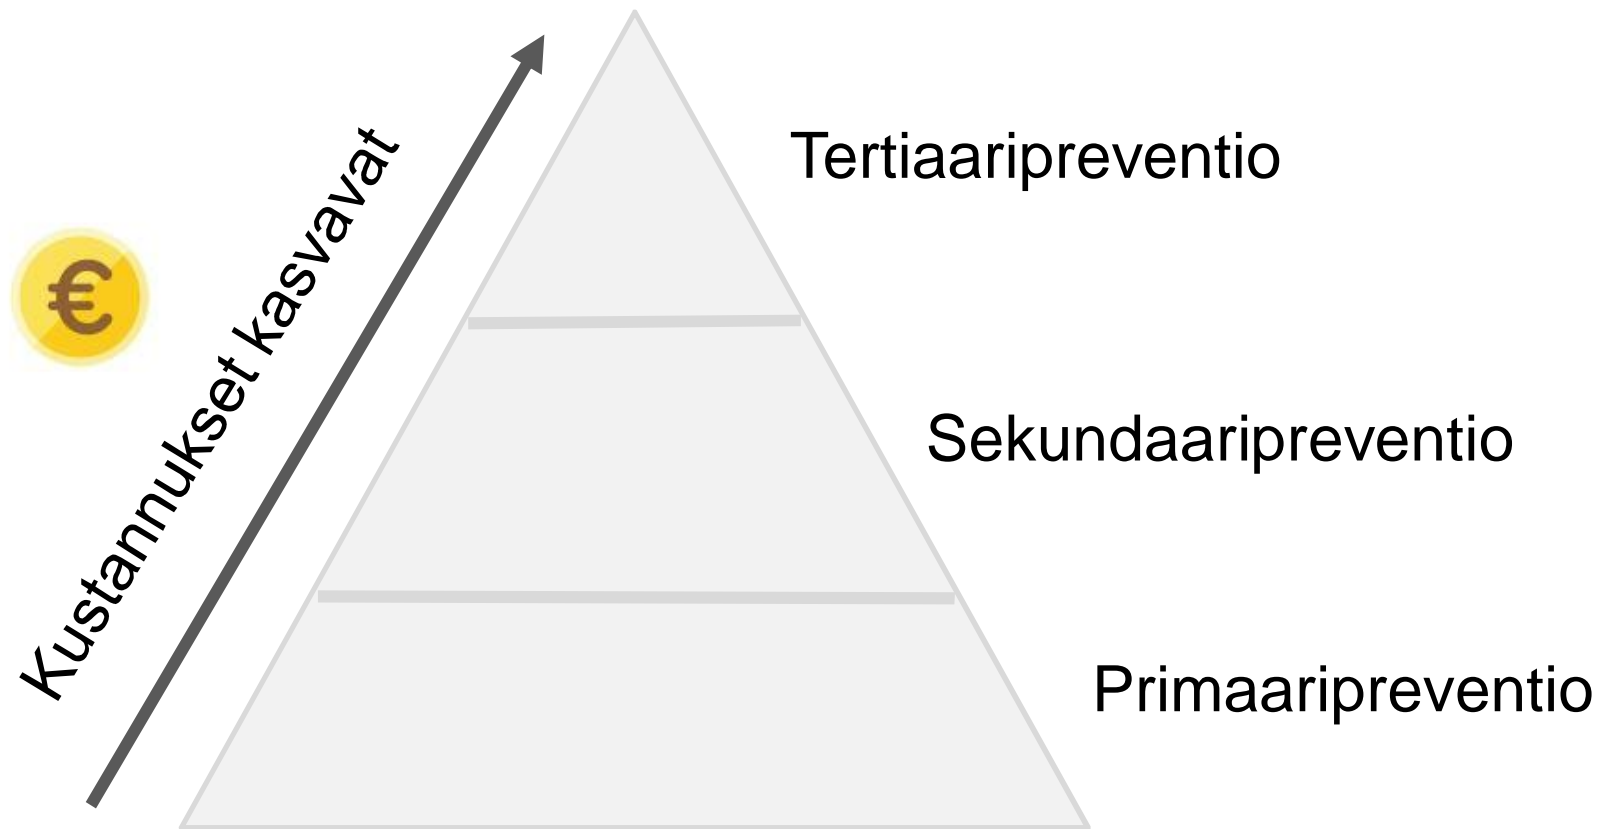 Kustannukset kasvavat
€
Tertiaaripreventio
Sekundaaripreventio
Primaaripreventio